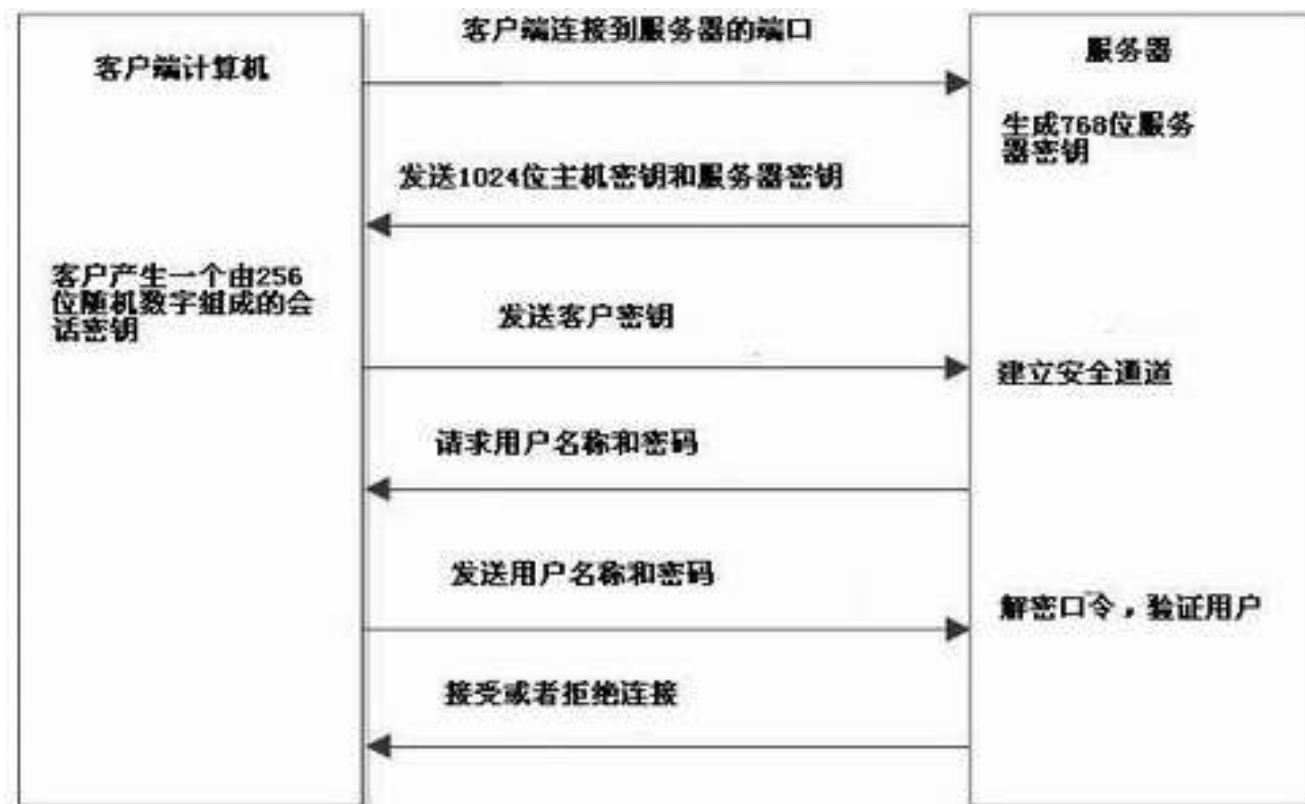 客户端连接到服务器的端口
客户端计算机
服务器
生成768位服务
器密钥
发送1024位主机密钥和服务器密钥
客户产生一个由256
位随机数字组成的会
话密钥
发送客户密钥
建立安全通道
请求用户名称和密码
发送用户名称和密码
解密口令，验证用户
接受或者拒绝连接